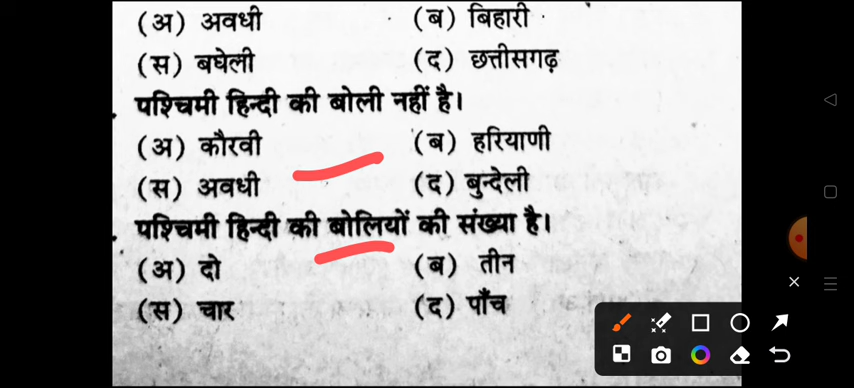 (अ) अवधी (ब) बिहारी
(स) बघेली (द) छत्तीसगढ़
पश्चिमी हिन्दी की बोली नहीं है।
(अ) कौरवी (ब) हरियाणी
(स) अवधी (द) बुन्देली
पश्चिमी हिन्दी की बोलियों की संख्या है।
(अ) दो (ब) तीन
(स) चार (द) पाँच